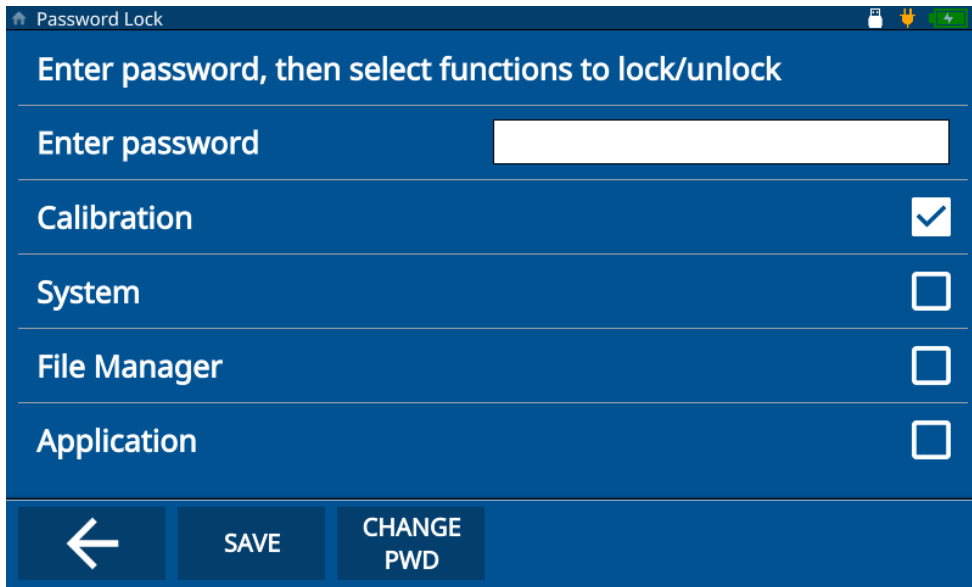 Password Lock
Enter password, then select functions to lock/unlock
Enter password
Calibration
System
File Manager
Application
SAVE
CHANGE
PWD